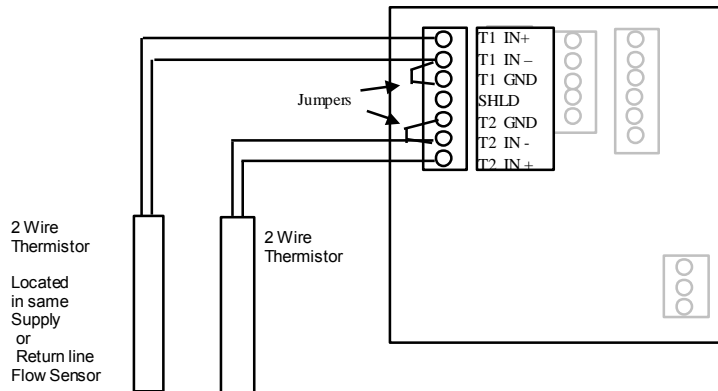 T1 IN+
T1 IN –
T1 GND
SHLD
T2 GND
T2 IN -
T2 IN +
Jumpers
2 Wire
Thermistor
Located
in same
Supply
or
Return line
Flow Sensor
2 Wire
Thermistor